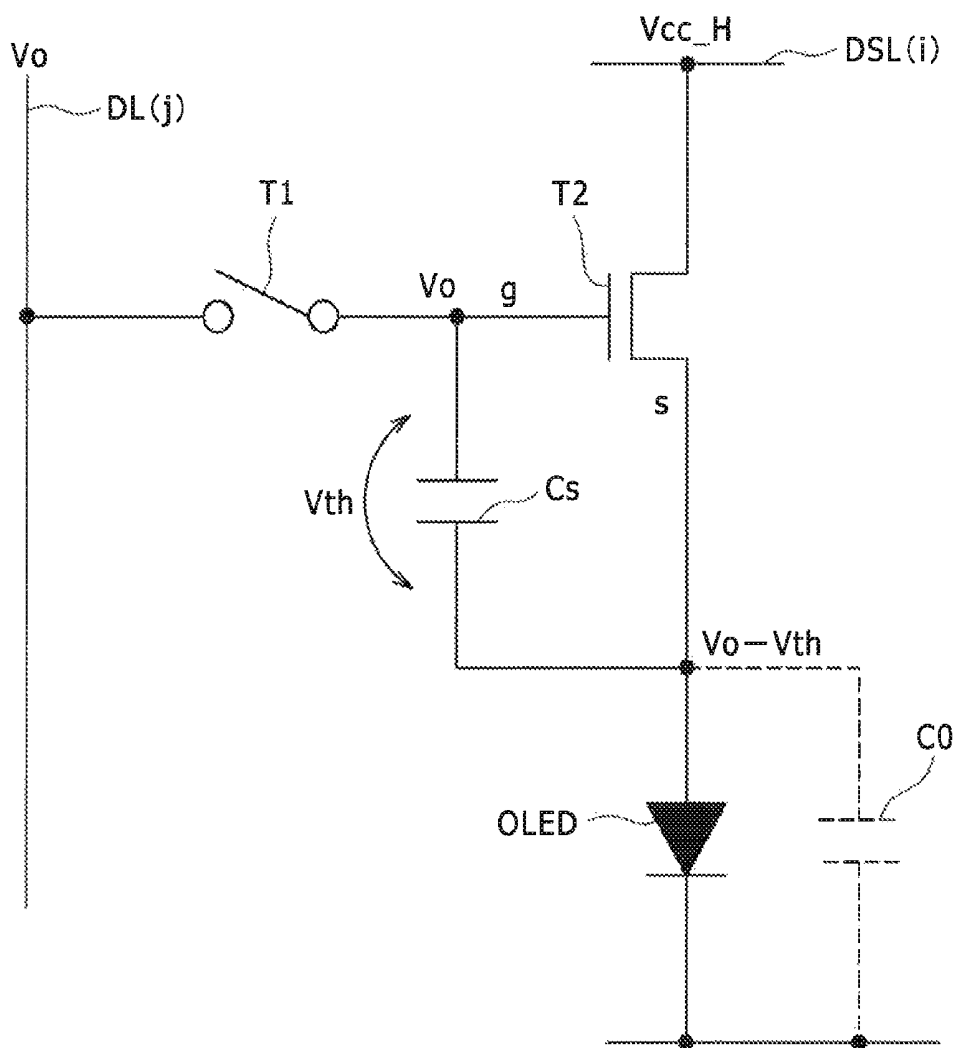 Vcc_H
DSL(i)
Vo
DL(j)
T1
T2
Vo
g
s
Vth
Cs
Vo−Vth
C0
OLED